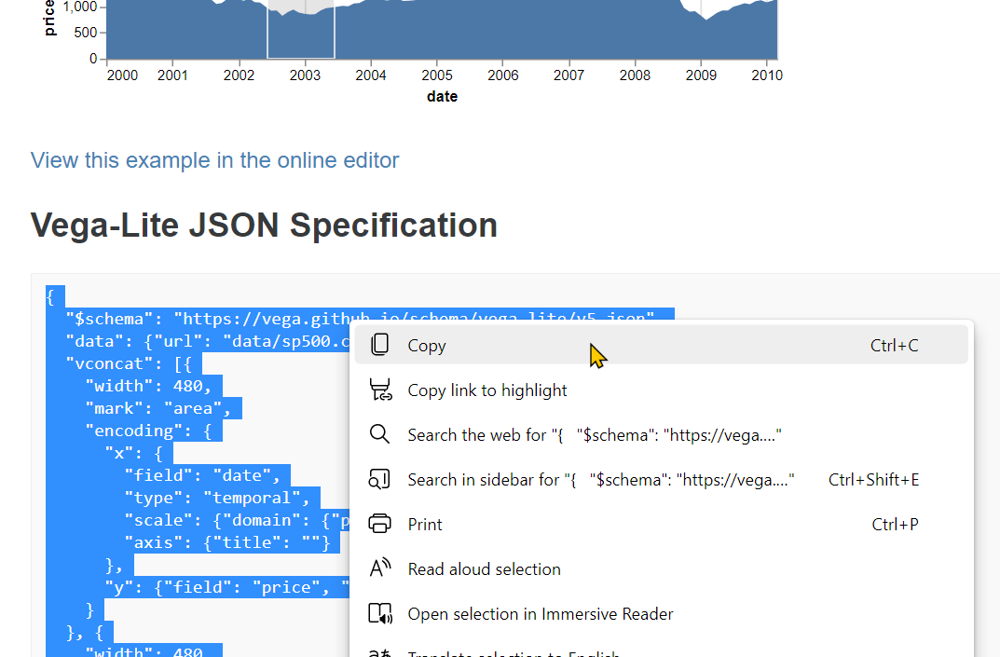 price
1,000
500
0
2000 2001 2002 2003 2004 2005 2006 2007 2008 2009 2010
date
View this example in the online editor
Vega-Lite JSON Specification
{
"$schema": "https://vega.github.io/schema/vega-lite/v5.json",
"data": {"url": "data/sp500.c
"vconcat": [{
"width": 480,
"mark": "area",
"encoding": {
"x": {
"field": "date",
"type": "temporal",
"scale": {"domain": {"p
"axis": {"title": ""}
},
"y": {"field": "price", "
}
}, {
"width": 480,
Copy Ctrl+C
Copy link to highlight
Search the web for "{ "$schema": "https://vega...."
Search in sidebar for "{ "$schema": "https://vega...." Ctrl+Shift+E
Print Ctrl+P
Read aloud selection
Open selection in Immersive Reader
Translate selection to English